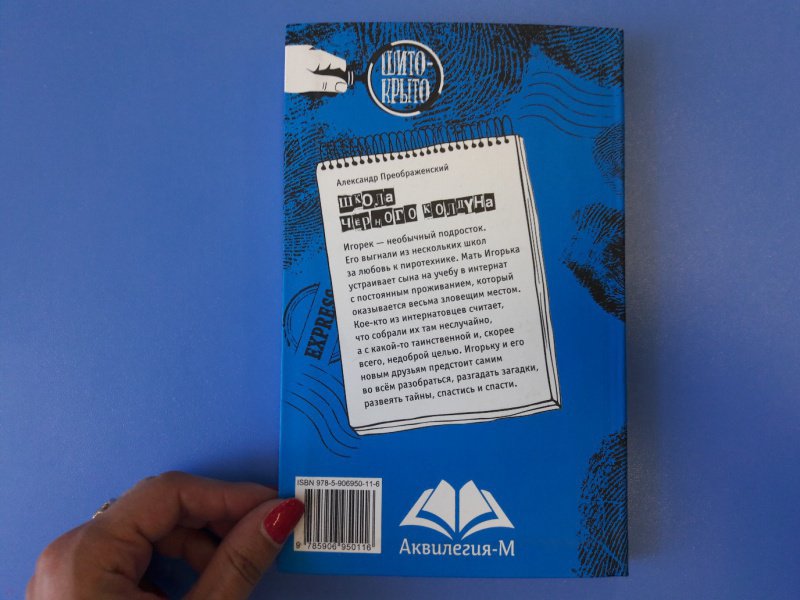 ШИТО-
КРЫТО
Александр Преображенский
ШКОЛА
ЧЁРНОГО КОЛДУНА
Игорек — необычный подросток.
Его выгнали из нескольких школ
за любовь к пиротехнике. Мать Игорька
устраивает сына на учебу в интернат
с постоянным проживанием, который
оказывается весьма зловещим местом.
Кое-кто из интернатовцев считает,
что собрали их там неслучайно,
а с какой-то таинственной и, скорее
всего, недоброй целью. Игорьку и его
новым друзьям предстоит самим
во всём разобраться, разгадать загадки,
развеять тайны, спастись и спасти.
EXPRESS
ISBN 978-5-906950-11-6
9 785906 950116
Аквилегия-М